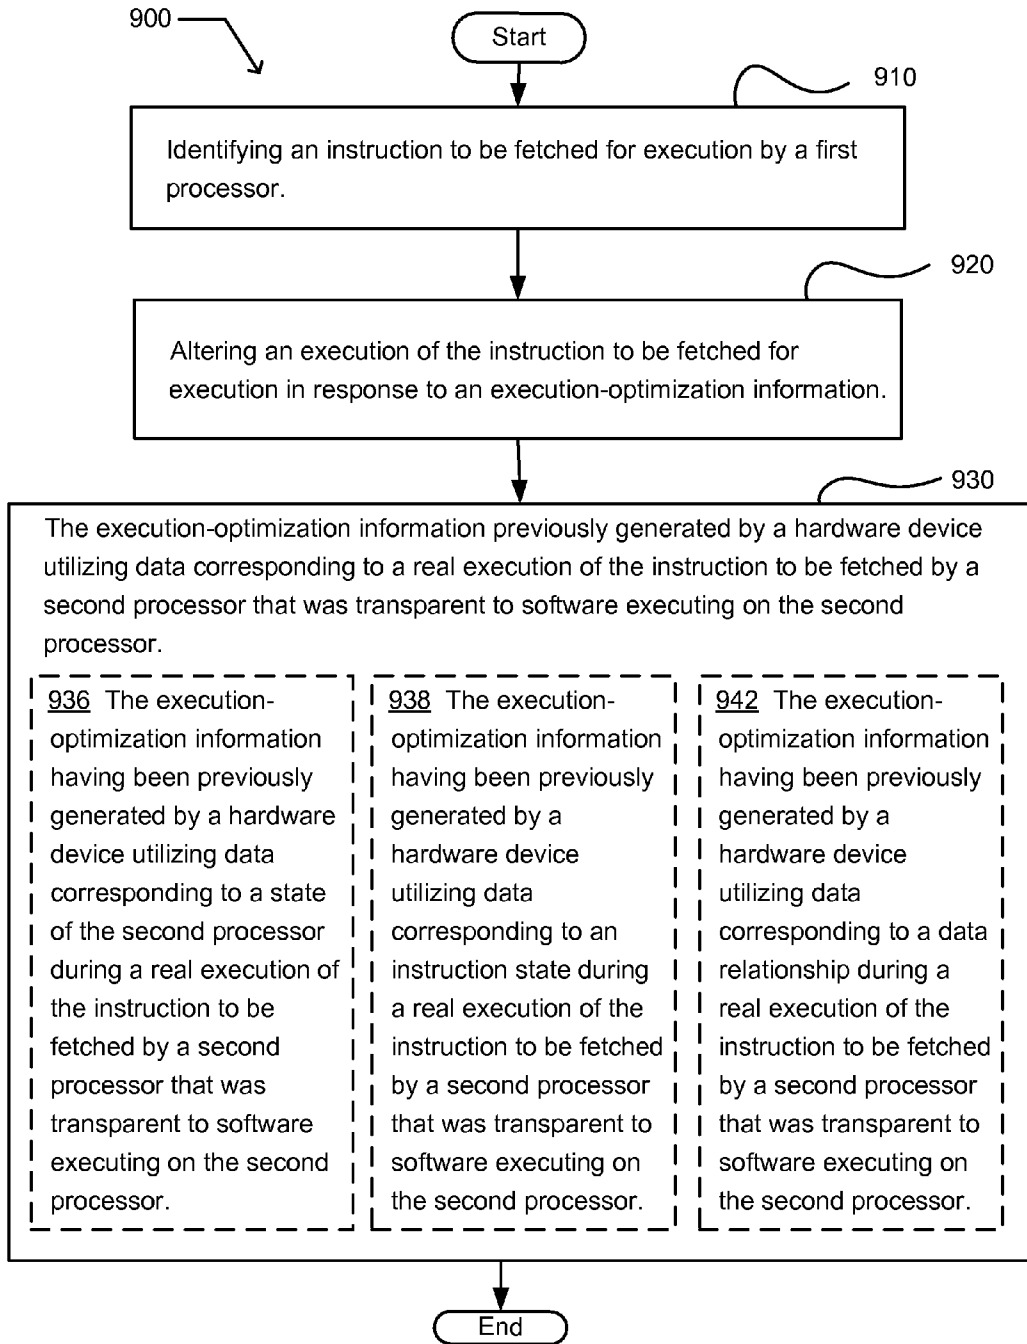 900
Start
910
Identifying an instruction to be fetched for execution by a first
processor.
920
Altering an execution of the instruction to be fetched for
execution in response to an execution-optimization information.
930
The execution-optimization information previously generated by a hardware device
utilizing data corresponding to a real execution of the instruction to be fetched by a
second processor that was transparent to software executing on the second
processor.
936 The execution-
optimization information
having been previously
generated by a hardware
device utilizing data
corresponding to a state
of the second processor
during a real execution of
the instruction to be
fetched by a second
processor that was
transparent to software
executing on the second
processor.
938 The execution-
optimization information
having been previously
generated by a
hardware device
utilizing data
corresponding to an
instruction state during
a real execution of the
instruction to be fetched
by a second processor
that was transparent to
software executing on
the second processor.
942 The execution-
optimization information
having been previously
generated by a
hardware device
utilizing data
corresponding to a data
relationship during a
real execution of the
instruction to be fetched
by a second processor
that was transparent to
software executing on
the second processor.
End